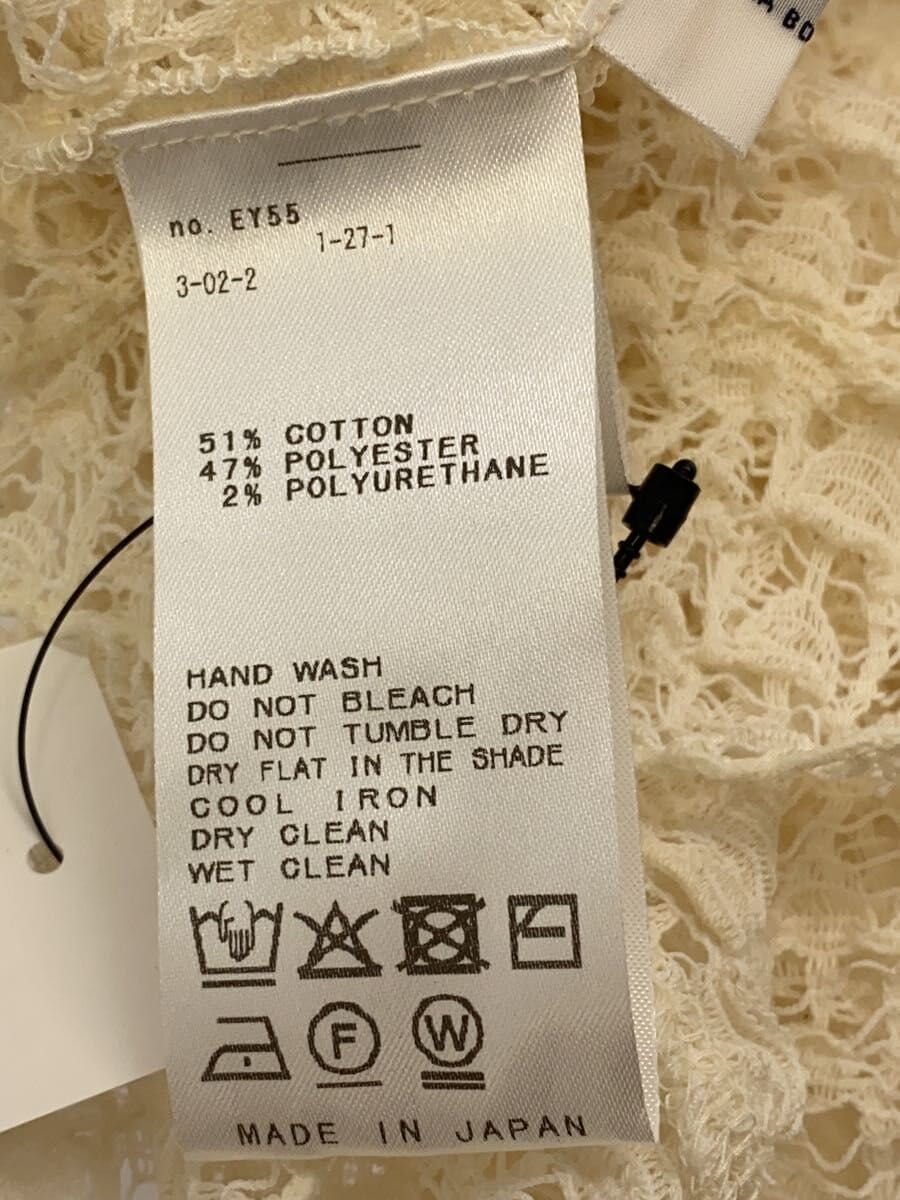 BO
no. EY55
1-27-1
3-02-2
51% COTTON
47% POLYESTER
2% POLYURETHANE
HAND WASH
DO NOT BLEACH
DO NOT TUMBLE DRY
DRY FLAT IN THE SHADE
COOL IRON
DRY CLEAN
WET CLEAN
F W
MADE IN JAPAN